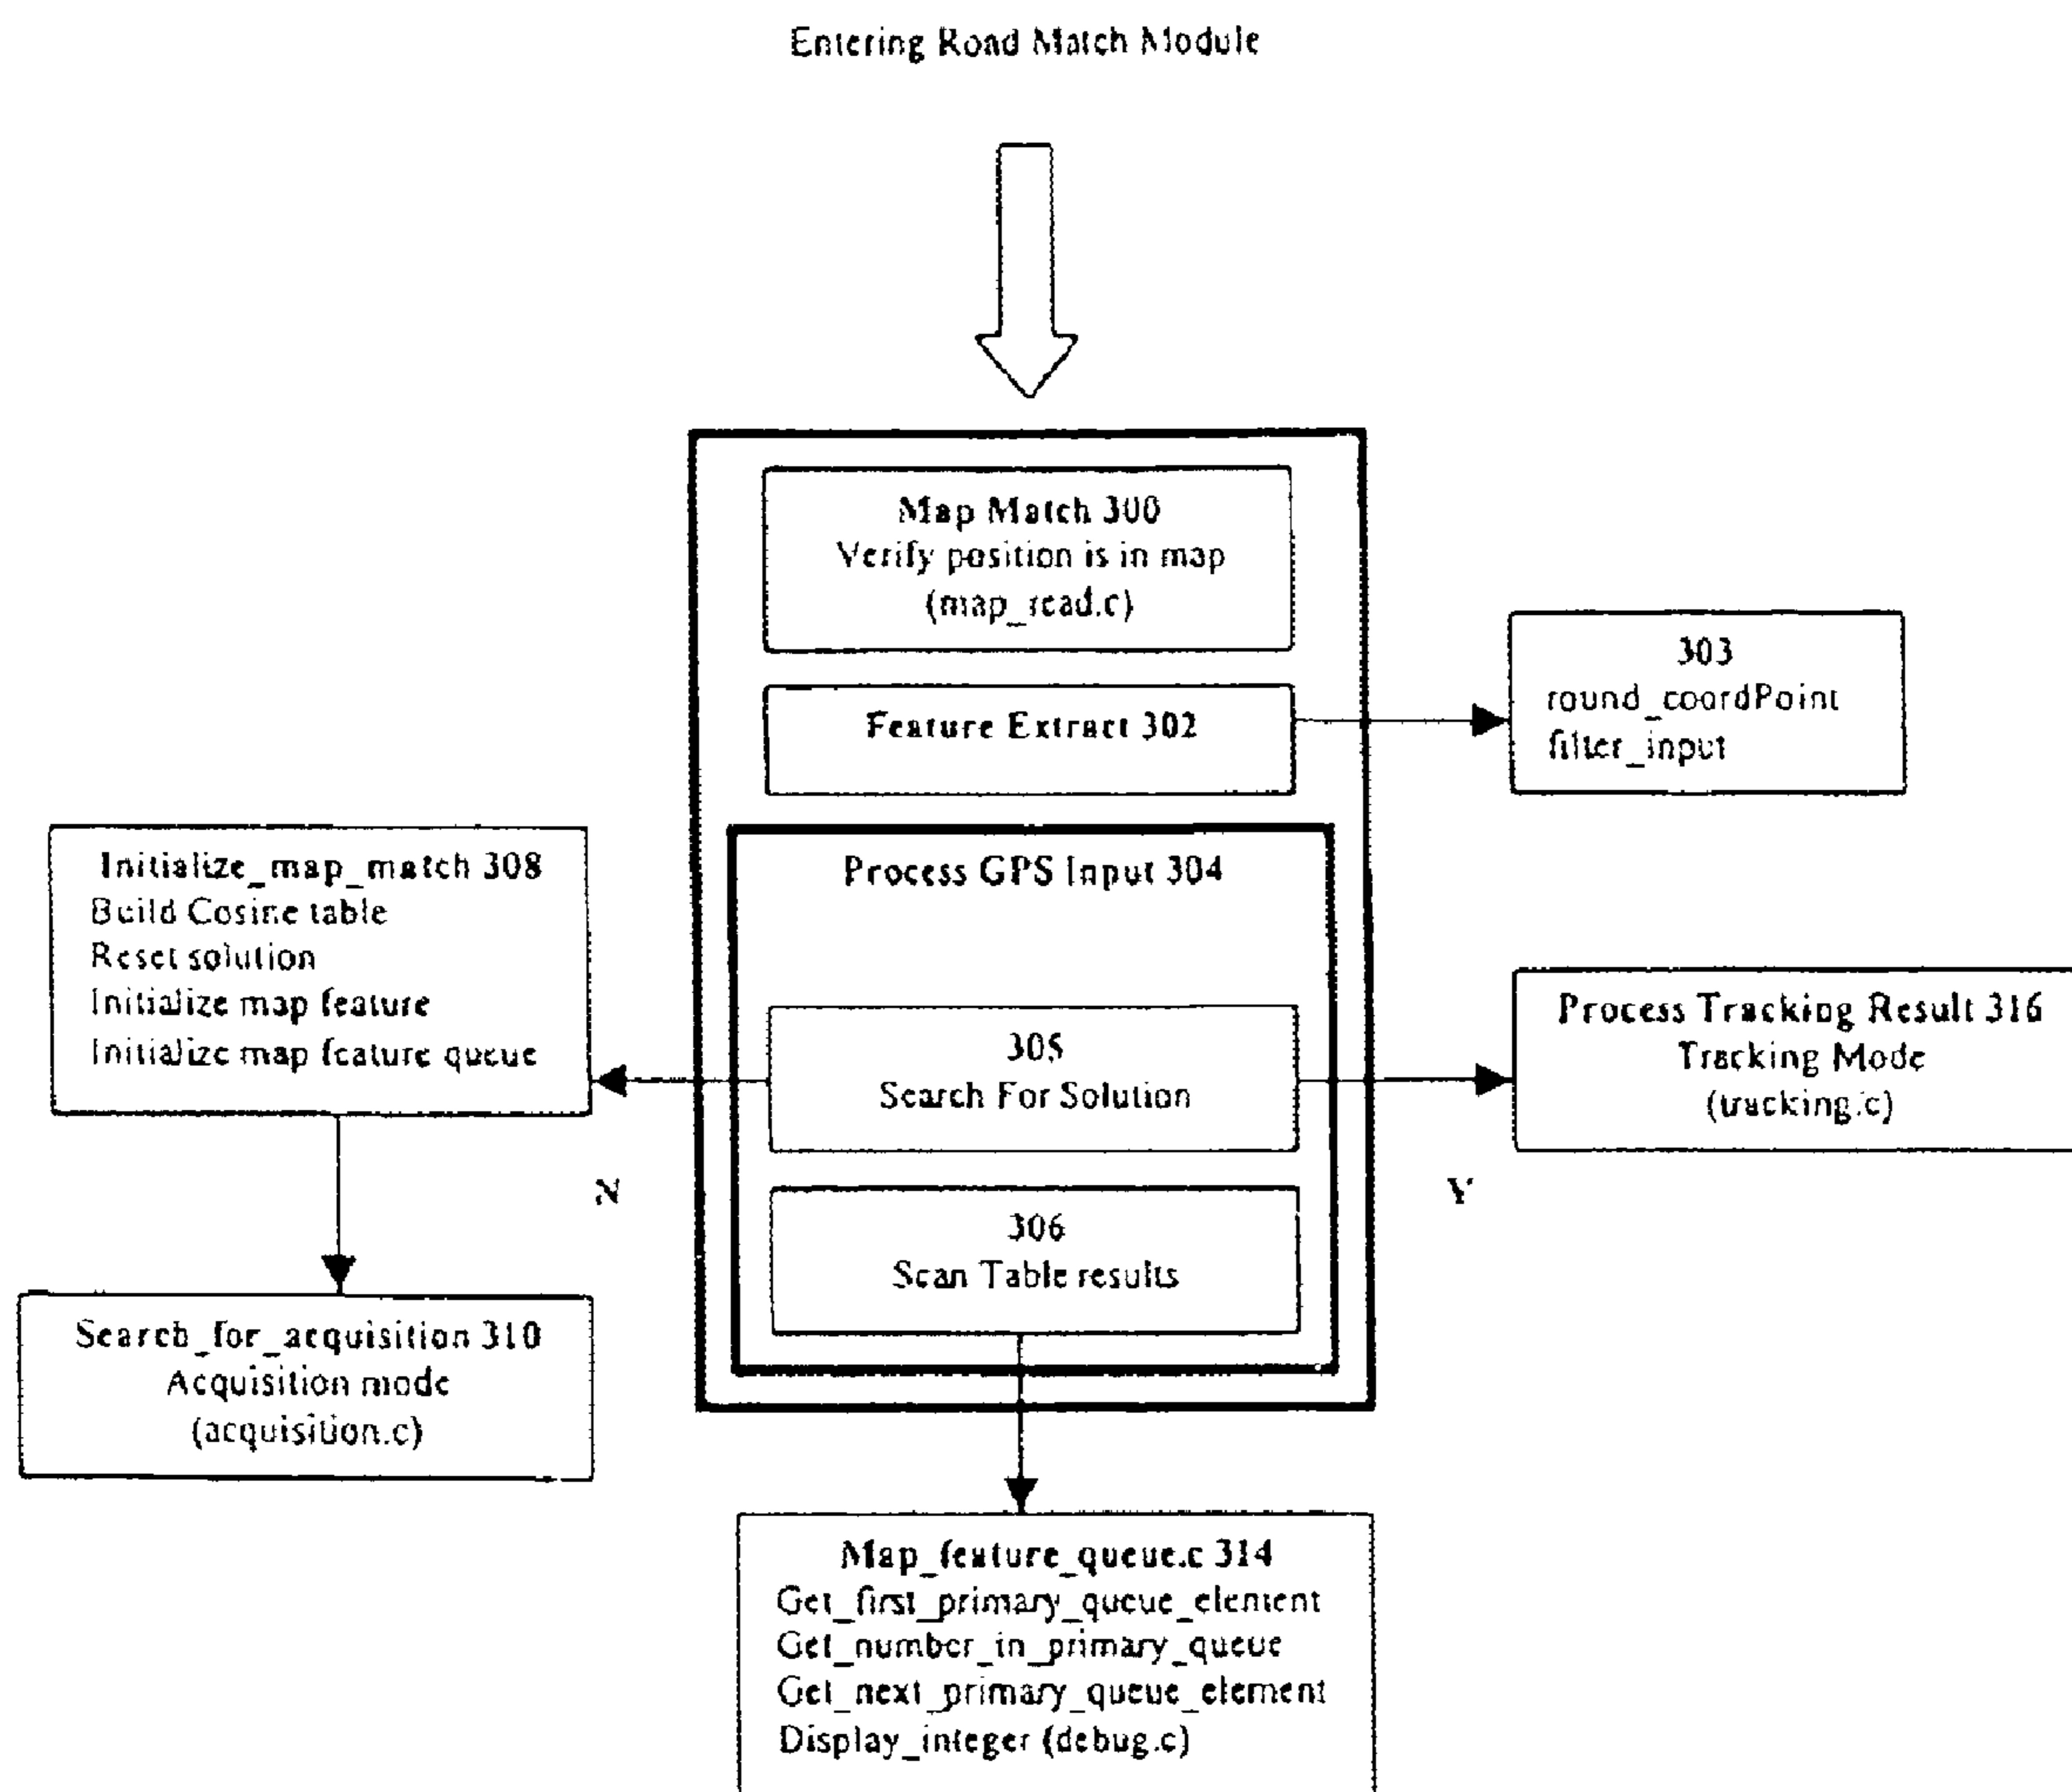 Entering Road Match Module
Map Match 300
Verify position is in map
(map_read.c)
Feature Extract 302
303
round_coordPoint
filter_input
Process GPS Input 304
Initialize_map_match 308
Build Cosine table
Reset solution
Initialize map feature
Initialize map feature queue
305
Search For Solution
Process Tracking Result 316
Tracking Mode
(tracking.c)
N
Y
306
Scan Table results
Search_for_acquisition 310
Acquisition mode
(acquisition.c)
Map_feature_queue.c 314
Get_first_primary_queue_element
Get_number_in_primary_queue
Get_next_primary_queue_element
Display_integer (debug.c)